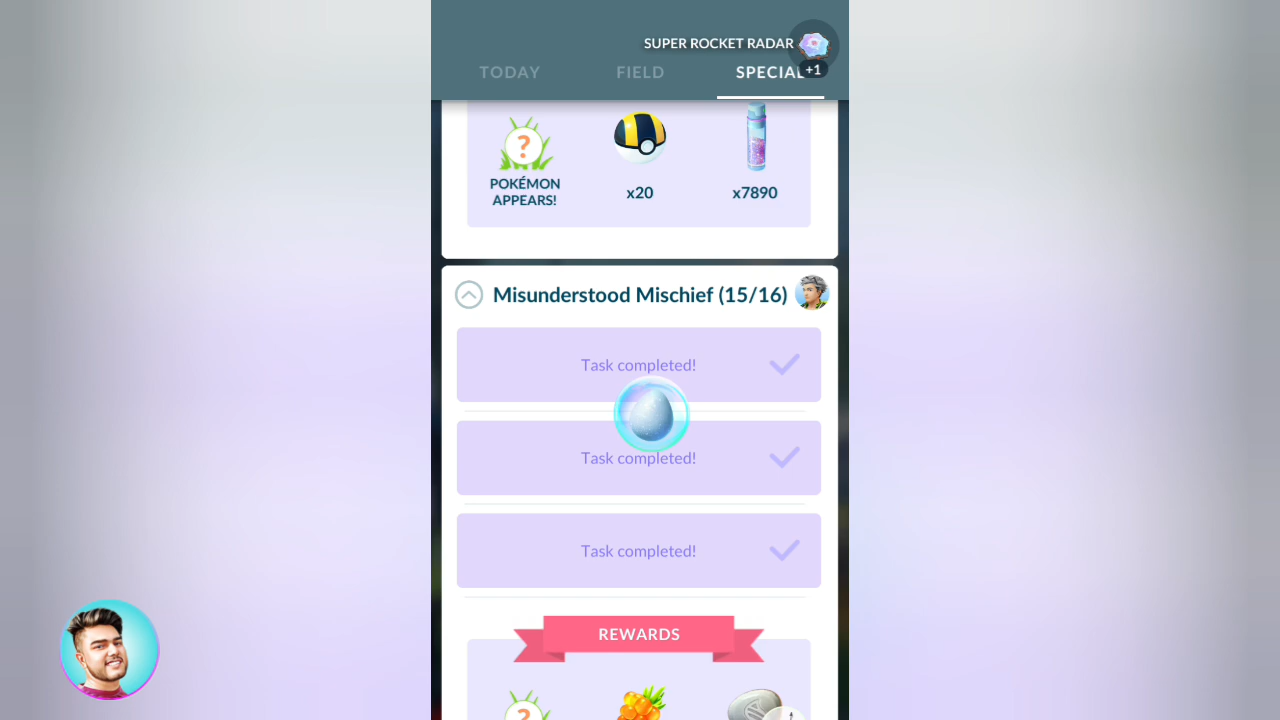 SUPER ROCKET RADAR
+1
TODAY
FIELD
SPECIAL
?
POKÉMON
APPEARS!
x20
x7890
Misunderstood Mischief (15/16)
Task completed!
Task completed!
Task completed!
REWARDS
?